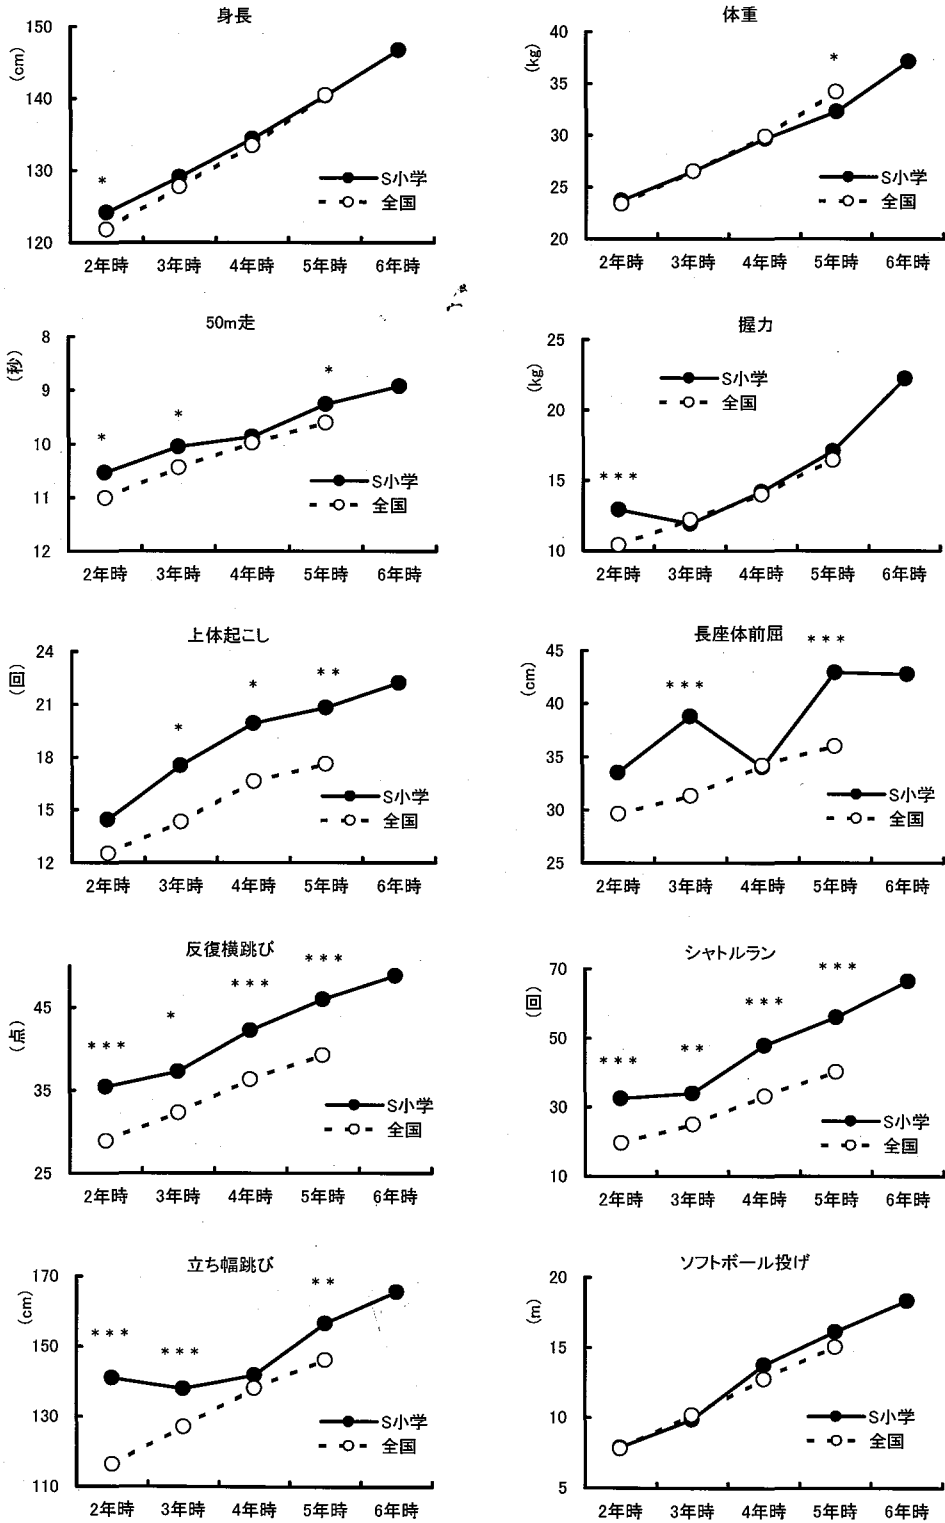 身長
(cm)
150
140
130
120
*
S小学
全国
2年時 3年時 4年時 5年時 6年時
体重
(kg)
40
35
30
25
20
*
S小学
全国
2年時 3年時 4年時 5年時 6年時
50m走
(秒)
8
9
10
11
12
* * *
S小学
全国
2年時 3年時 4年時 5年時 6年時
握力
(kg)
25
20
15
10
***
S小学
全国
2年時 3年時 4年時 5年時 6年時
上体起こし
(回)
24
21
18
15
12
* * **
S小学
全国
2年時 3年時 4年時 5年時 6年時
長座体前屈
(cm)
45
40
35
30
25
*** ***
S小学
全国
2年時 3年時 4年時 5年時 6年時
反復横跳び
(点)
45
35
25
*** * *** ***
S小学
全国
2年時 3年時 4年時 5年時 6年時
シャトルラン
(回)
70
50
30
10
*** ** *** ***
S小学
全国
2年時 3年時 4年時 5年時 6年時
立ち幅跳び
(cm)
170
150
130
110
*** *** **
S小学
全国
2年時 3年時 4年時 5年時 6年時
ソフトボール投げ
(m)
20
15
10
5
S小学
全国
2年時 3年時 4年時 5年時 6年時